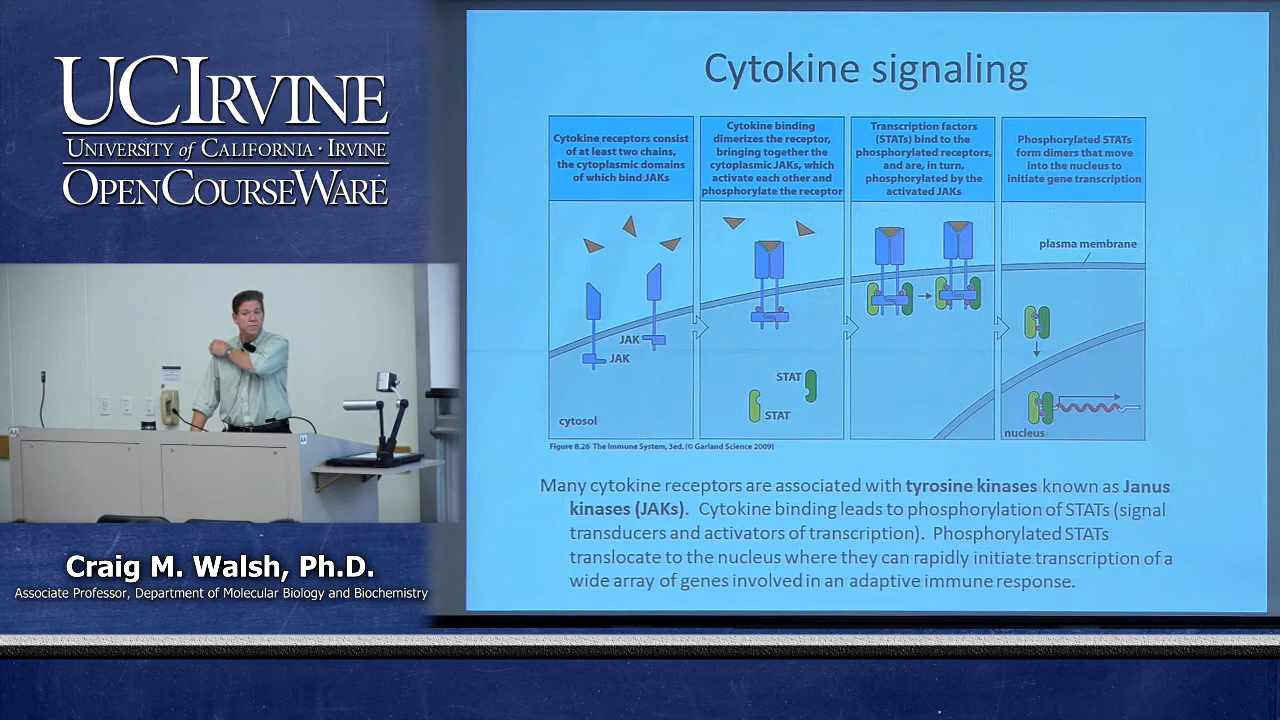 UCIRVINE
UNIVERSITY of CALIFORNIA · IRVINE
OPENCOURSEWARE
Craig M. Walsh, Ph.D.
Associate Professor, Department of Molecular Biology and Biochemistry
Cytokine signaling
Cytokine receptors consist
of at least two chains,
the cytoplasmic domains
of which bind JAKs
Cytokine binding
dimerizes the receptor,
bringing together the
cytoplasmic JAKs, which
activate each other and
phosphorylate the receptor
Transcription factors
(STATs) bind to the
phosphorylated receptors,
and are, in turn,
phosphorylated by the
activated JAKs
Phosphorylated STATs
form dimers that move
into the nucleus to
initiate gene transcription
JAK
JAK
cytosol
STAT
STAT
plasma membrane
nucleus
Figure 8.26 The Immune System, 3ed. (© Garland Science 2009)
Many cytokine receptors are associated with tyrosine kinases known as Janus
kinases (JAKs). Cytokine binding leads to phosphorylation of STATs (signal
transducers and activators of transcription). Phosphorylated STATs
translocate to the nucleus where they can rapidly initiate transcription of a
wide array of genes involved in an adaptive immune response.